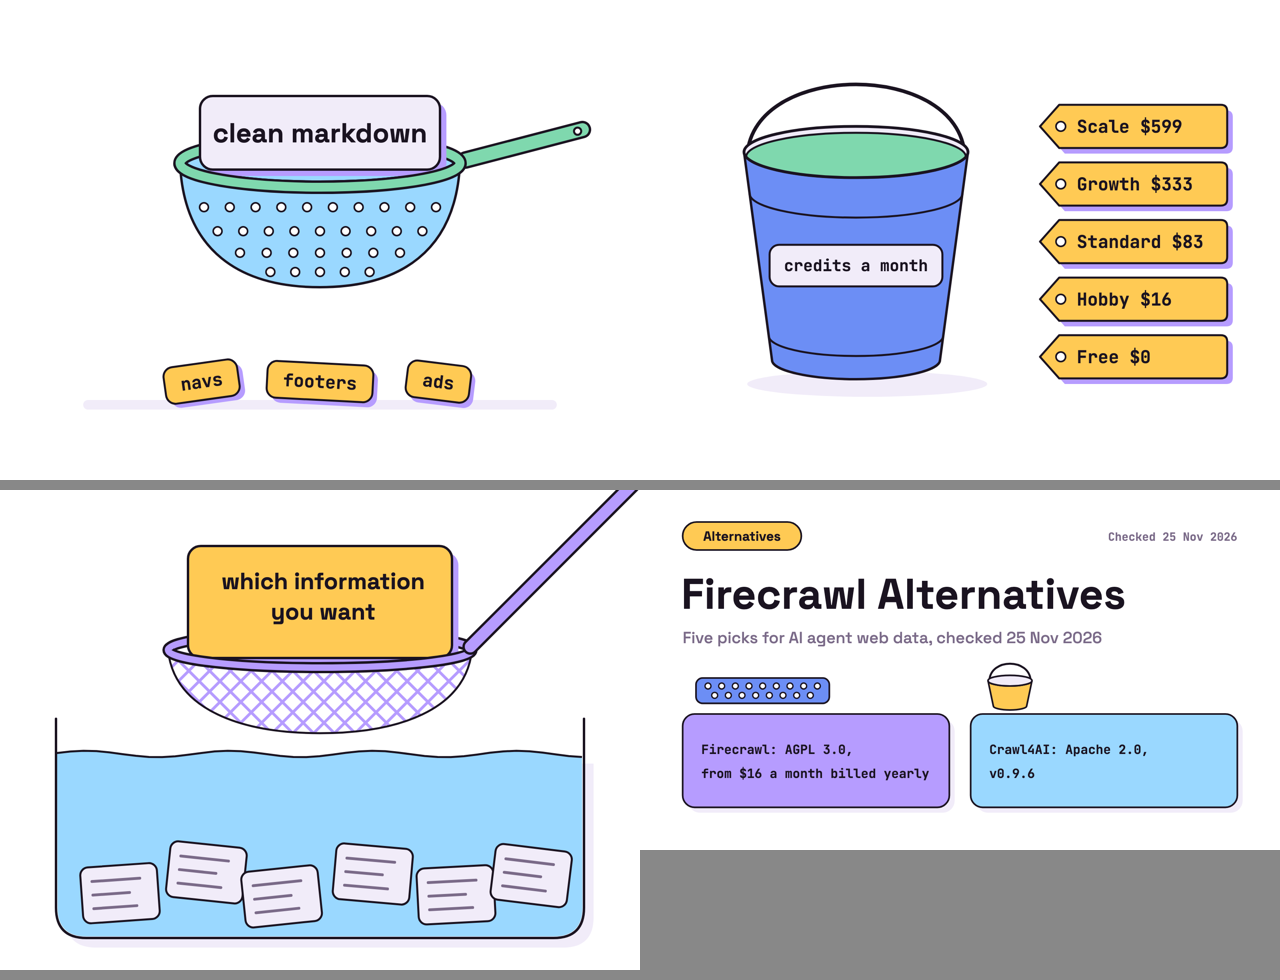 clean markdown
navs
footers
ads
credits a month
Scale $599
Growth $333
Standard $83
Hobby $16
Free $0
which information
you want
Alternatives
Checked 25 Nov 2026
Firecrawl Alternatives
Five picks for AI agent web data, checked 25 Nov 2026
Firecrawl: AGPL 3.0,
from $16 a month billed yearly
Crawl4AI: Apache 2.0,
v0.9.6